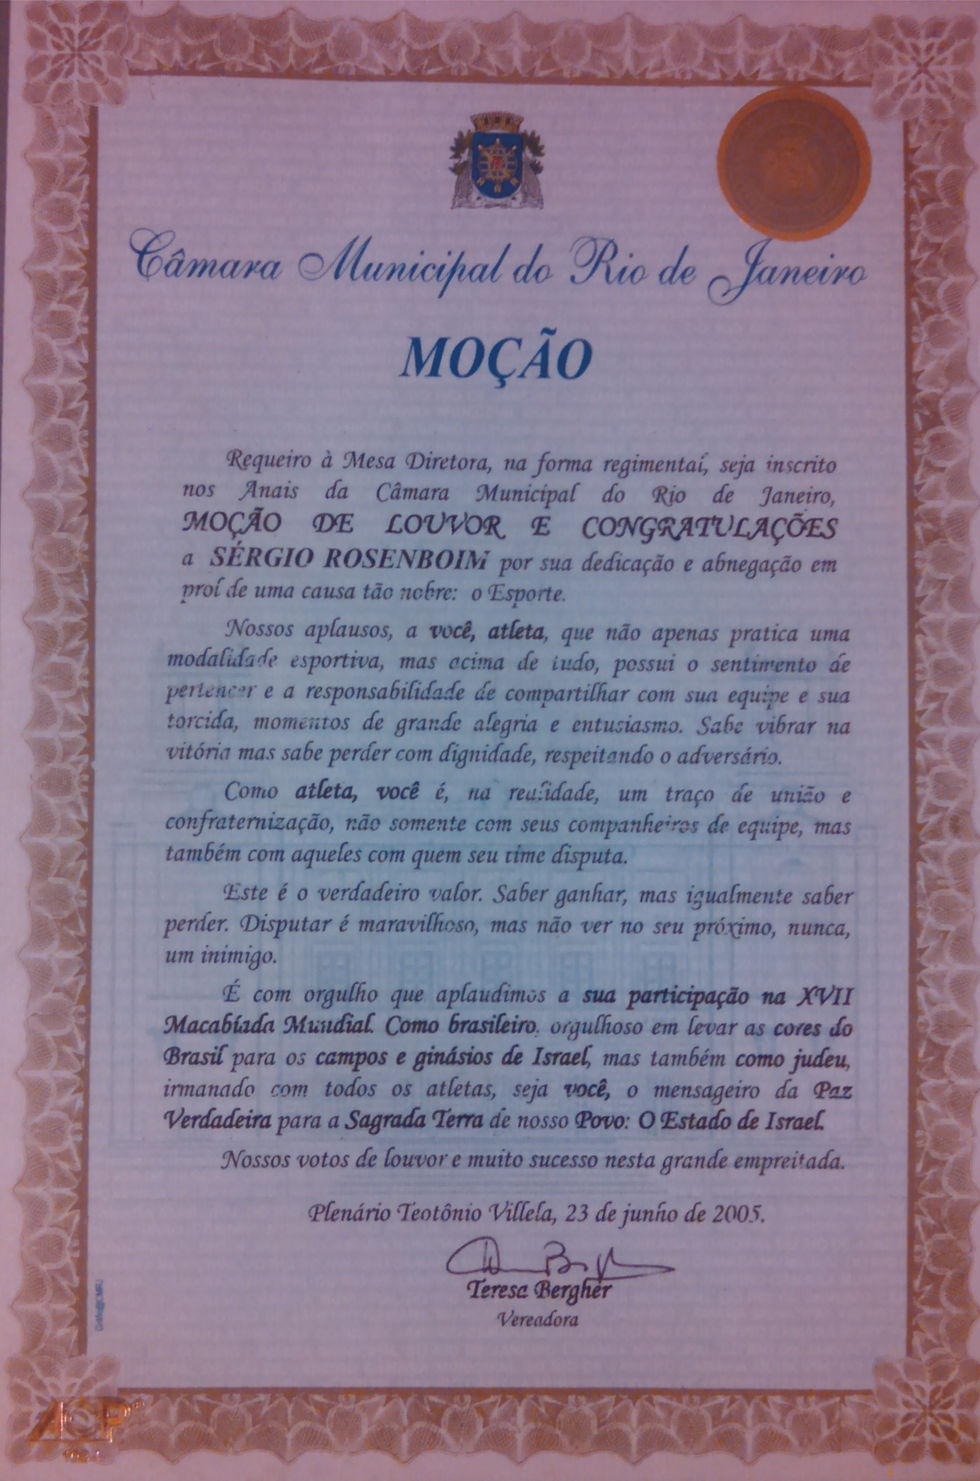 Câmara Municipal do Rio de Janeiro
MOÇÃO
Requeiro à Mesa Diretora, na forma regimental, seja inscrito
nos Anais da Câmara Municipal do Rio de Janeiro,
MOÇÃO DE LOUVOR E CONGRATULAÇÕES
a SÉRGIO ROSENBOIM por sua dedicação e abnegação em
prol de uma causa tão nobre: o Esporte.
Nossos aplausos, a você, atleta, que não apenas pratica uma
modalidade esportiva, mas acima de tudo, possui o sentimento de
pertencer e a responsabilidade de compartilhar com sua equipe e sua
torcida, momentos de grande alegria e entusiasmo. Sabe vibrar na
vitória mas sabe perder com dignidade, respeitando o adversário.
Como atleta, você é, na realidade, um traço de união e
confraternização, não somente com seus companheiros de equipe, mas
também com aqueles com quem seu time disputa.
Este é o verdadeiro valor. Saber ganhar, mas igualmente saber
perder. Disputar é maravilhoso, mas não ver no seu próximo, nunca,
um inimigo.
É com orgulho que aplaudimos a sua participação na XVII
Macabíada Mundial. Como brasileiro, orgulhoso em levar as cores do
Brasil para os campos e ginásios de Israel, mas também como judeu,
irmanado com todos os atletas, seja você, o mensageiro da Paz
Verdadeira para a Sagrada Terra de nosso Povo: O Estado de Israel.
Nossos votos de louvor e muito sucesso nesta grande empreitada.
Plenário Teotônio Villela, 23 de junho de 2005.
Teresa Bergher
Vereadora